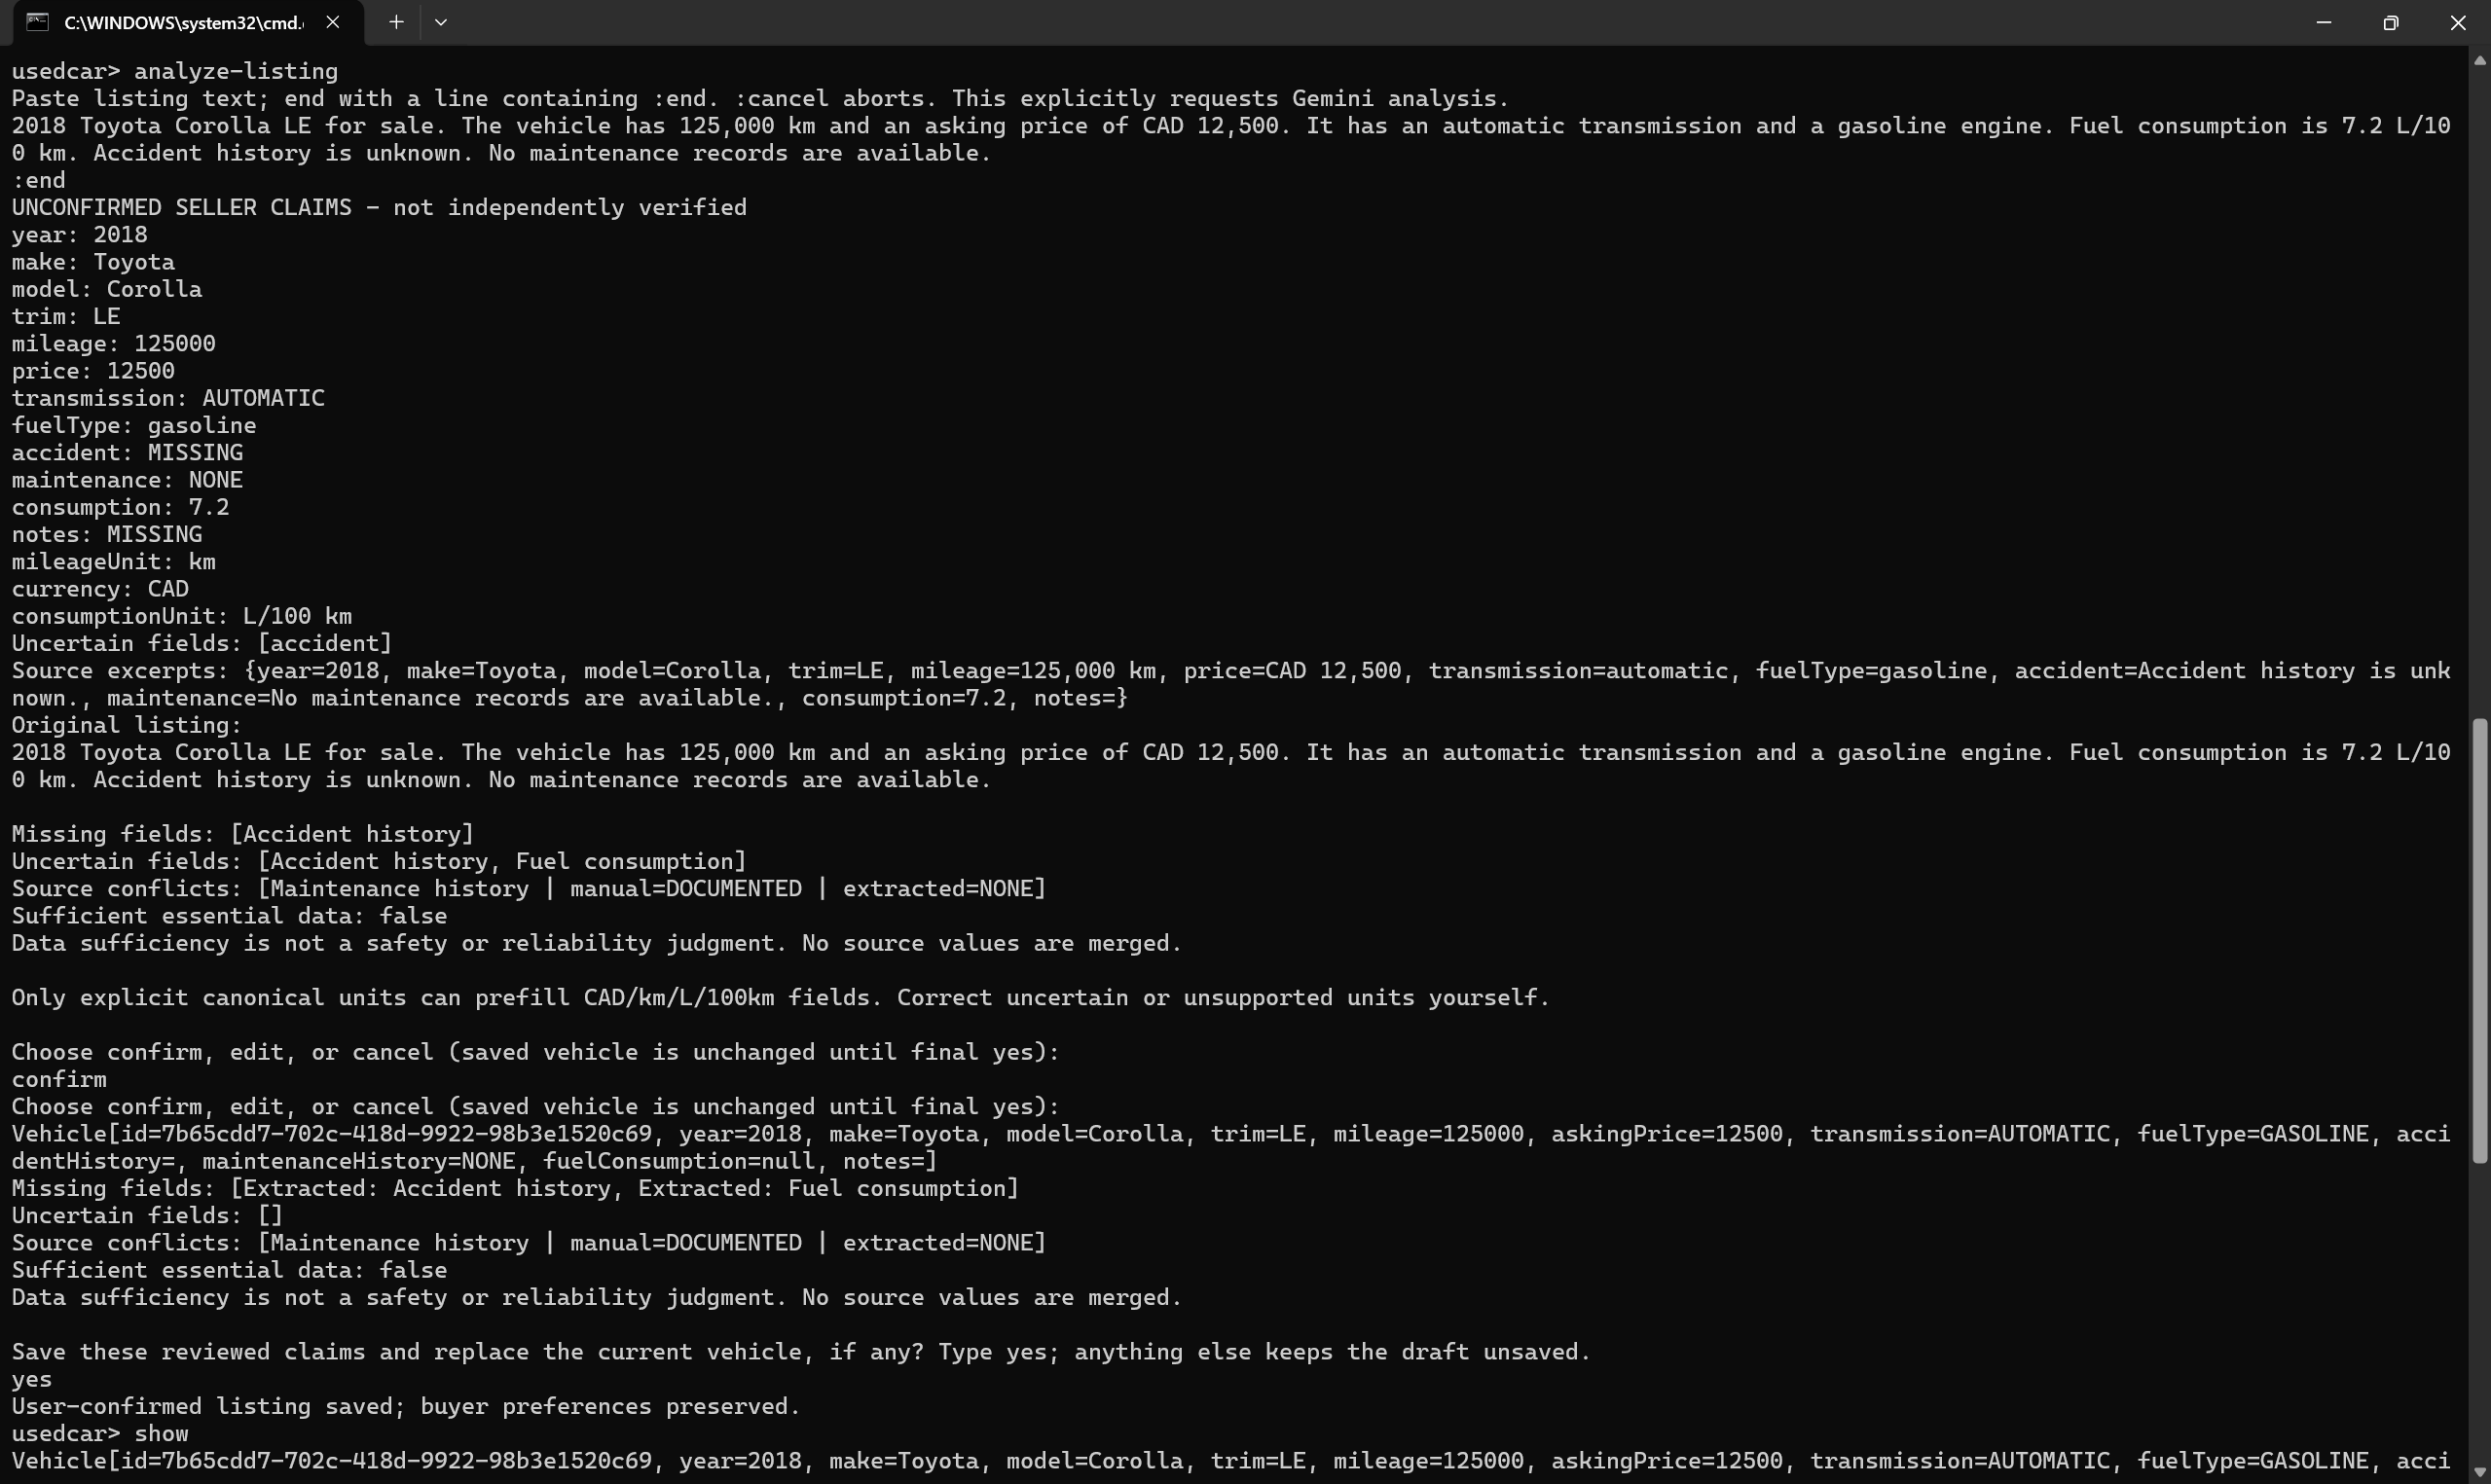 C:\WINDOWS\system32\cmd.
usedcar> analyze-listing
Paste listing text; end with a line containing :end. :cancel aborts. This explicitly requests Gemini analysis.
2018 Toyota Corolla LE for sale. The vehicle has 125,000 km and an asking price of CAD 12,500. It has an automatic transmission and a gasoline engine. Fuel consumption is 7.2 L/10
0 km. Accident history is unknown. No maintenance records are available.
:end
UNCONFIRMED SELLER CLAIMS - not independently verified
year: 2018
make: Toyota
model: Corolla
trim: LE
mileage: 125000
price: 12500
transmission: AUTOMATIC
fuelType: gasoline
accident: MISSING
maintenance: NONE
consumption: 7.2
notes: MISSING
mileageUnit: km
currency: CAD
consumptionUnit: L/100 km
Uncertain fields: [accident]
Source excerpts: {year=2018, make=Toyota, model=Corolla, trim=LE, mileage=125,000 km, price=CAD 12,500, transmission=automatic, fuelType=gasoline, accident=Accident history is unk
nown., maintenance=No maintenance records are available., consumption=7.2, notes=}
Original listing:
2018 Toyota Corolla LE for sale. The vehicle has 125,000 km and an asking price of CAD 12,500. It has an automatic transmission and a gasoline engine. Fuel consumption is 7.2 L/10
0 km. Accident history is unknown. No maintenance records are available.
Missing fields: [Accident history]
Uncertain fields: [Accident history, Fuel consumption]
Source conflicts: [Maintenance history | manual=DOCUMENTED | extracted=NONE]
Sufficient essential data: false
Data sufficiency is not a safety or reliability judgment. No source values are merged.
Only explicit canonical units can prefill CAD/km/L/100km fields. Correct uncertain or unsupported units yourself.
Choose confirm, edit, or cancel (saved vehicle is unchanged until final yes):
confirm
Choose confirm, edit, or cancel (saved vehicle is unchanged until final yes):
Vehicle[id=7b65cdd7-702c-418d-9922-98b3e1520c69, year=2018, make=Toyota, model=Corolla, trim=LE, mileage=125000, askingPrice=12500, transmission=AUTOMATIC, fuelType=GASOLINE, acci
dentHistory=, maintenanceHistory=NONE, fuelConsumption=null, notes=]
Missing fields: [Extracted: Accident history, Extracted: Fuel consumption]
Uncertain fields: []
Source conflicts: [Maintenance history | manual=DOCUMENTED | extracted=NONE]
Sufficient essential data: false
Data sufficiency is not a safety or reliability judgment. No source values are merged.
Save these reviewed claims and replace the current vehicle, if any? Type yes; anything else keeps the draft unsaved.
yes
User-confirmed listing saved; buyer preferences preserved.
usedcar> show
Vehicle[id=7b65cdd7-702c-418d-9922-98b3e1520c69, year=2018, make=Toyota, model=Corolla, trim=LE, mileage=125000, askingPrice=12500, transmission=AUTOMATIC, fuelType=GASOLINE, acci